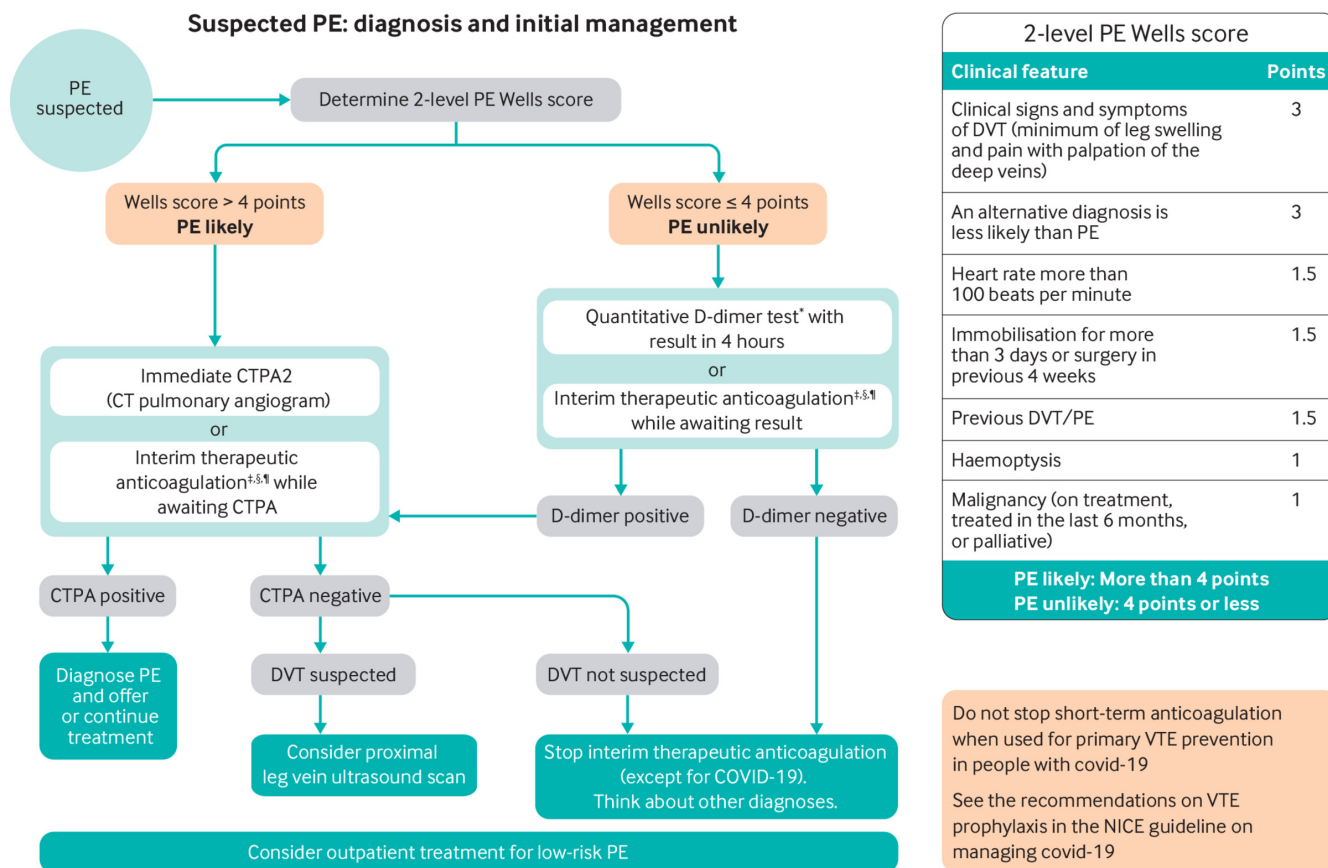 Suspected PE: diagnosis and initial management
PE
suspected
Determine 2-level PE Wells score
Wells score > 4 points
PE likely
Wells score ≤ 4 points
PE unlikely
Quantitative D-dimer test* with
result in 4 hours
or
Interim therapeutic anticoagulation‡,§,¶
while awaiting result
Immediate CTPA2
(CT pulmonary angiogram)
or
Interim therapeutic
anticoagulation‡,§,¶ while
awaiting CTPA
D-dimer positive
D-dimer negative
CTPA positive
CTPA negative
Diagnose PE
and offer
or continue
treatment
DVT suspected
DVT not suspected
Consider proximal
leg vein ultrasound scan
Stop interim therapeutic anticoagulation
(except for COVID-19).
Think about other diagnoses.
Consider outpatient treatment for low-risk PE
2-level PE Wells score
Clinical feature Points
Clinical signs and symptoms 3
of DVT (minimum of leg swelling
and pain with palpation of the
deep veins)
An alternative diagnosis is 3
less likely than PE
Heart rate more than 1.5
100 beats per minute
Immobilisation for more 1.5
than 3 days or surgery in
previous 4 weeks
Previous DVT/PE 1.5
Haemoptysis 1
Malignancy (on treatment, 1
treated in the last 6 months,
or palliative)
PE likely: More than 4 points
PE unlikely: 4 points or less
Do not stop short-term anticoagulation
when used for primary VTE prevention
in people with covid-19
See the recommendations on VTE
prophylaxis in the NICE guideline on
managing covid-19